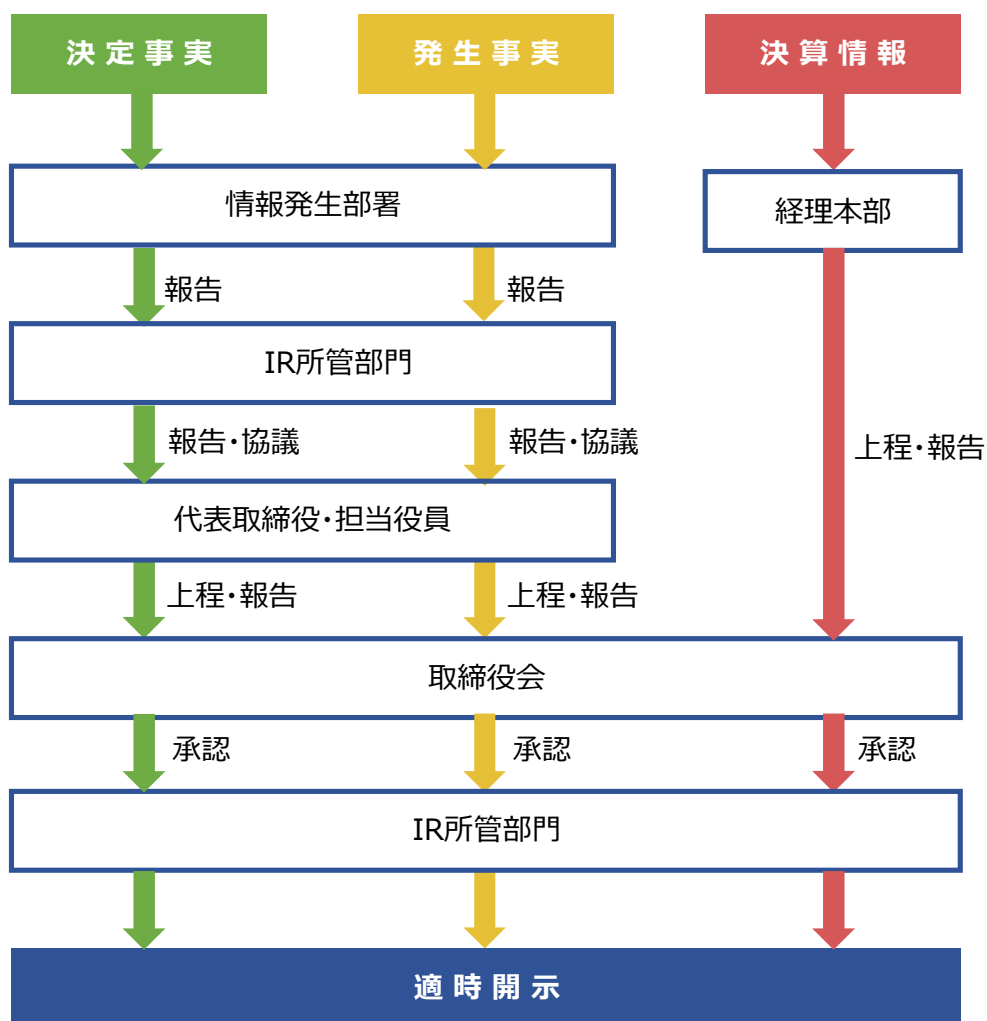 決定事実
発生事実
決算情報
情報発生部署
経理本部
報告
報告
IR所管部門
報告・協議
報告・協議
上程・報告
代表取締役・担当役員
上程・報告
上程・報告
取締役会
承認
承認
承認
IR所管部門
適時開示